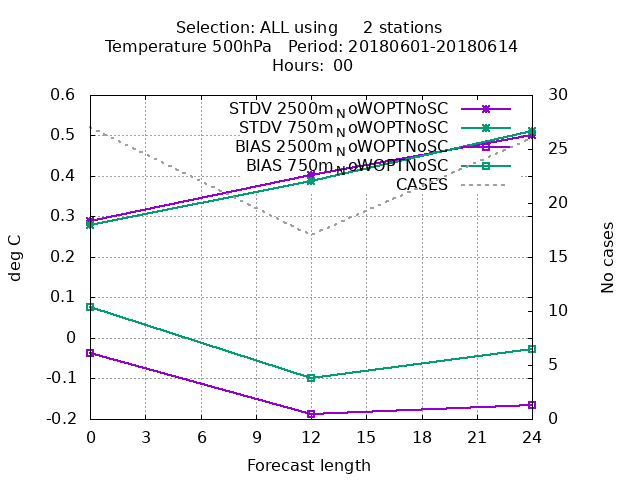 Selection: ALL using     2 stations
Temperature 500hPa   Period: 20180601-20180614
Hours:  00
STDV 2500m_NoWOPTNoSC
STDV 750m_NoWOPTNoSC
BIAS 2500m_NoWOPTNoSC
BIAS 750m_NoWOPTNoSC
CASES
0.6
0.5
0.4
0.3
0.2
0.1
0
-0.1
-0.2
deg C
30
25
20
15
10
5
0
No cases
0 3 6 9 12 15 18 21 24
Forecast length